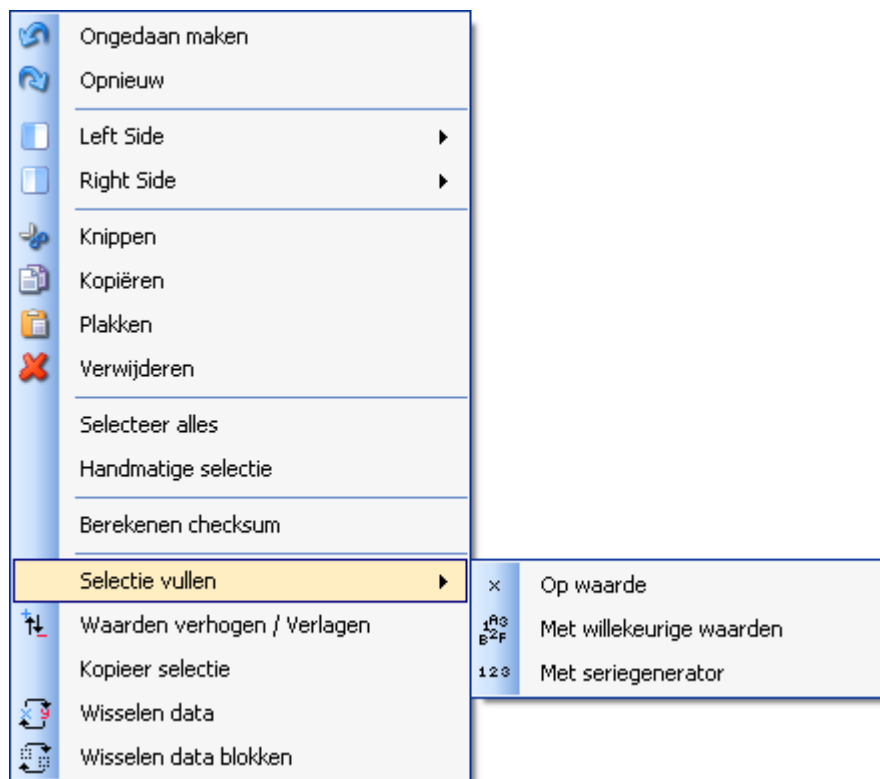 Ongedaan maken
Opnieuw
Left Side
Right Side
Knippen
Kopiëren
Plakken
Verwijderen
Selecteer alles
Handmatige selectie
Berekenen checksum
Selectie vullen
Op waarde
Waarden verhogen / Verlagen
Met willekeurige waarden
Kopieer selectie
123 Met seriegenerator
Wisselen data
Wisselen data blokken